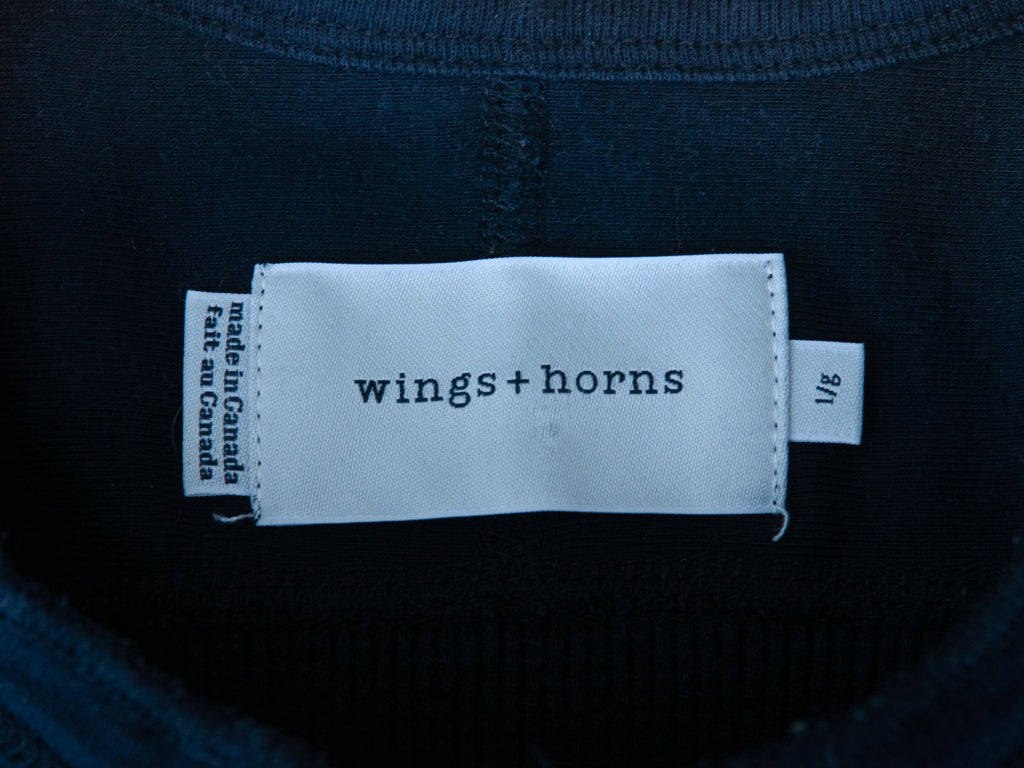 made in Canada
fait au Canada
wings+horns
l/g